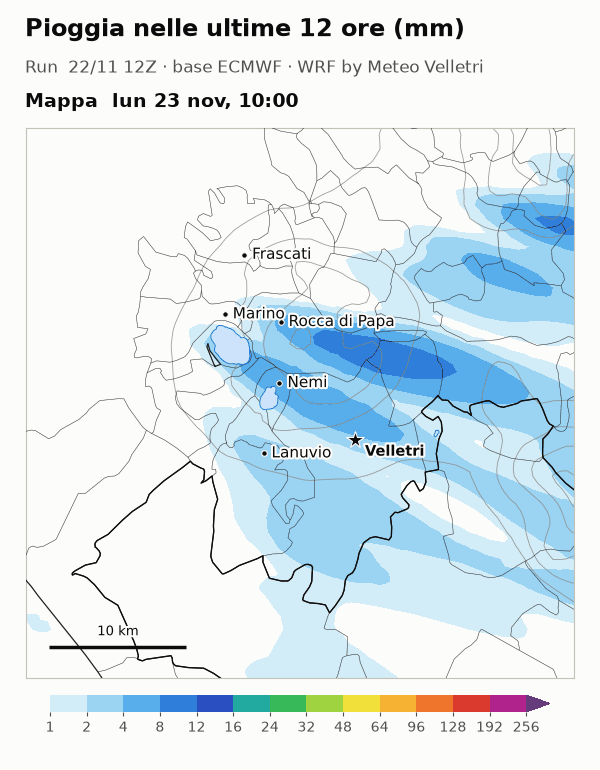 Pioggia nelle ultime 12 ore (mm)
Run 22/11 12Z · base ECMWF · WRF by Meteo Velletri
Mappa lun 23 nov, 10:00
Frascati
Marino
Rocca di Papa
Nemi
Velletri
Lanuvio
10 km
1 2 4 8 12 16 24 32 48 64 96 128 192 256